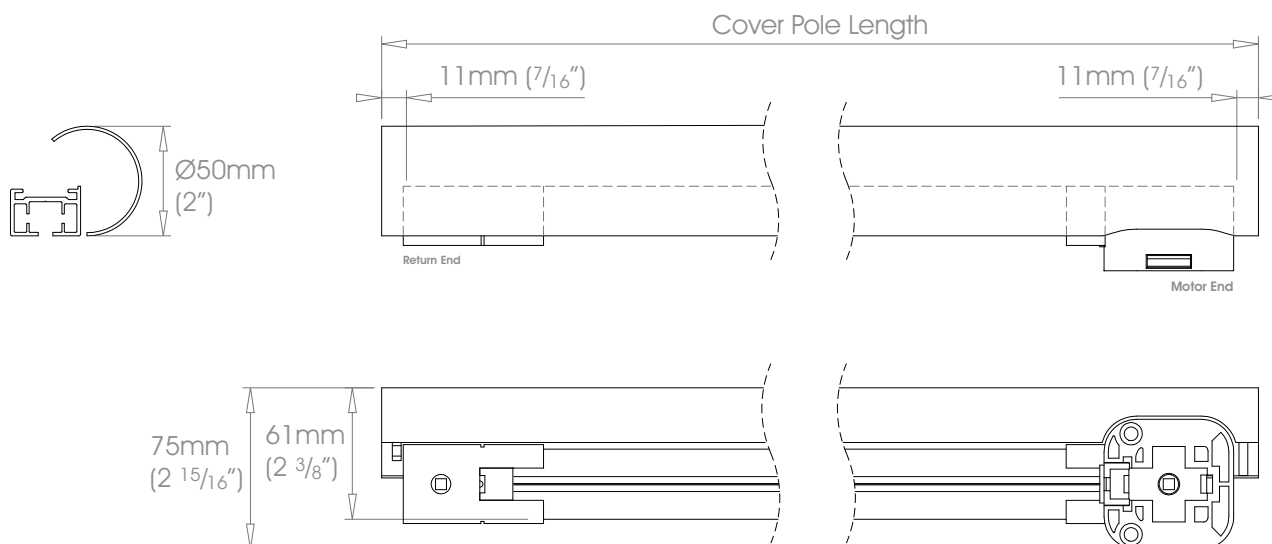 Cover Pole Length
11mm (7/16")
11mm (7/16")
Ø50mm
(2")
Return End
Motor End
75mm
(2 15/16")
61mm
(2 3/8")